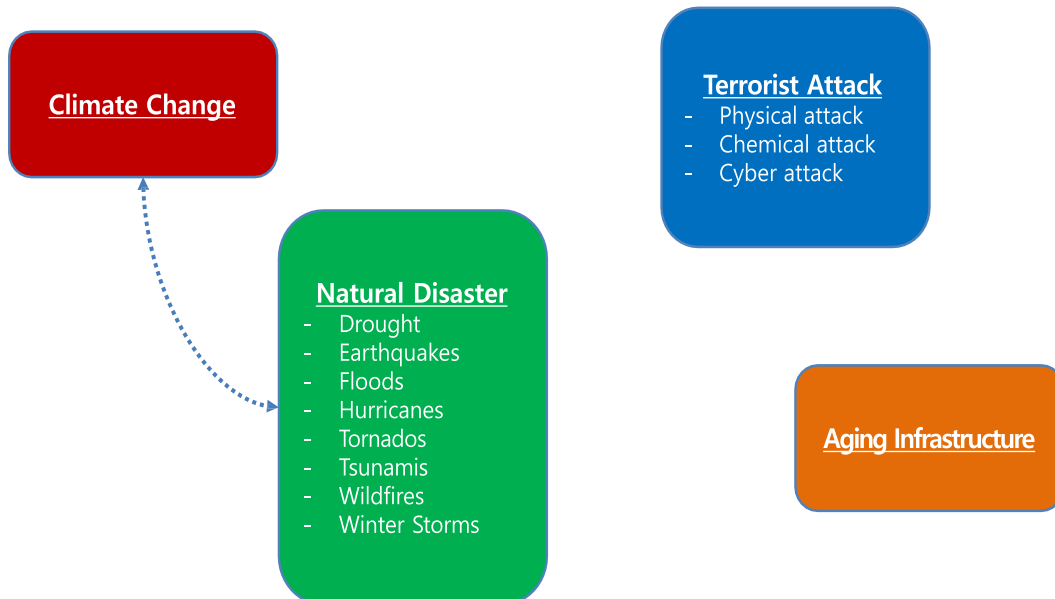 Climate Change
Terrorist Attack
- Physical attack
- Chemical attack
- Cyber attack
Natural Disaster
- Drought
- Earthquakes
- Floods
- Hurricanes
- Tornados
- Tsunamis
- Wildfires
- Winter Storms
Aging Infrastructure